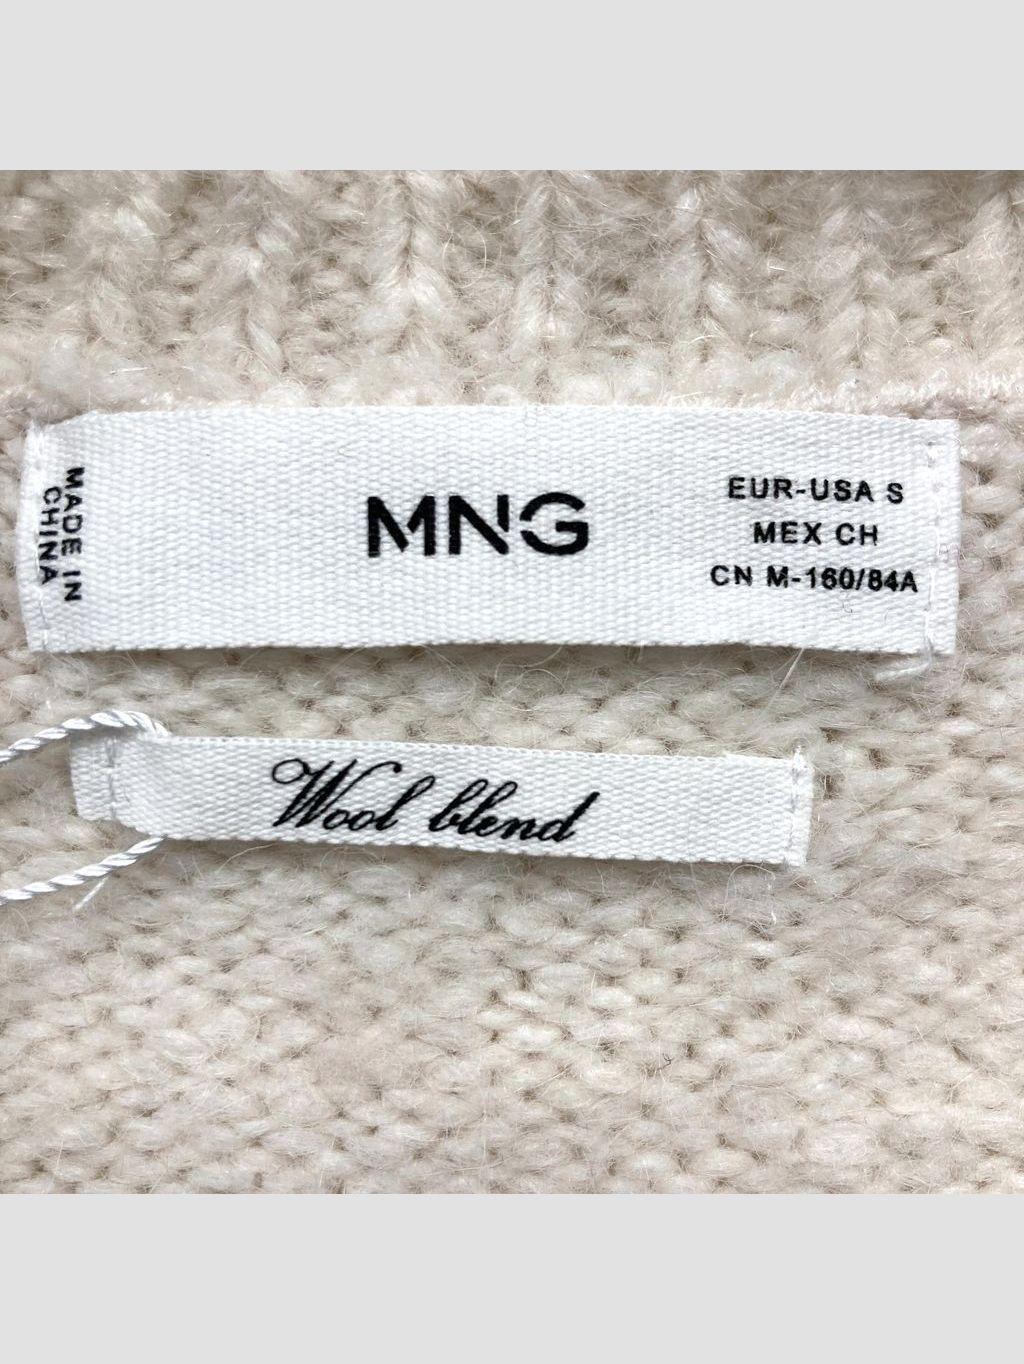 MADE IN
CHINA
MNG
EUR-USA S
MEX CH
CN M-160/84A
Wool blend